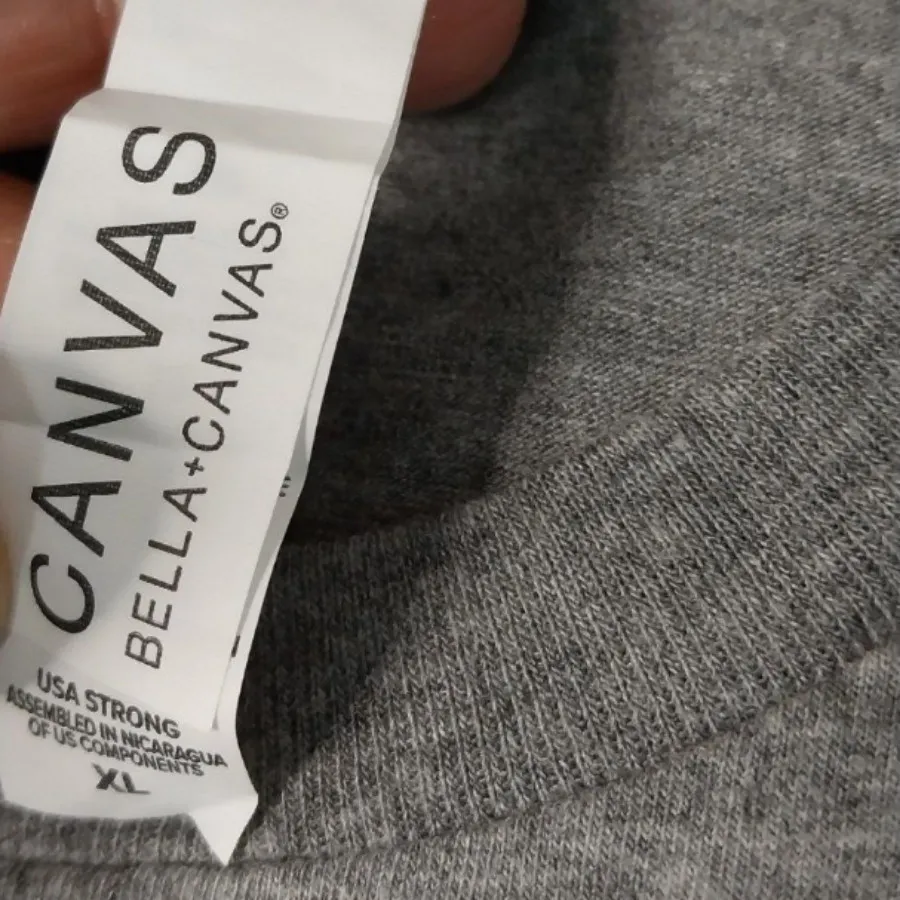 CANVAS
BELLA+CANVAS®
USA STRONG
ASSEMBLED IN NICARAGUA
OF US COMPONENTS
XL